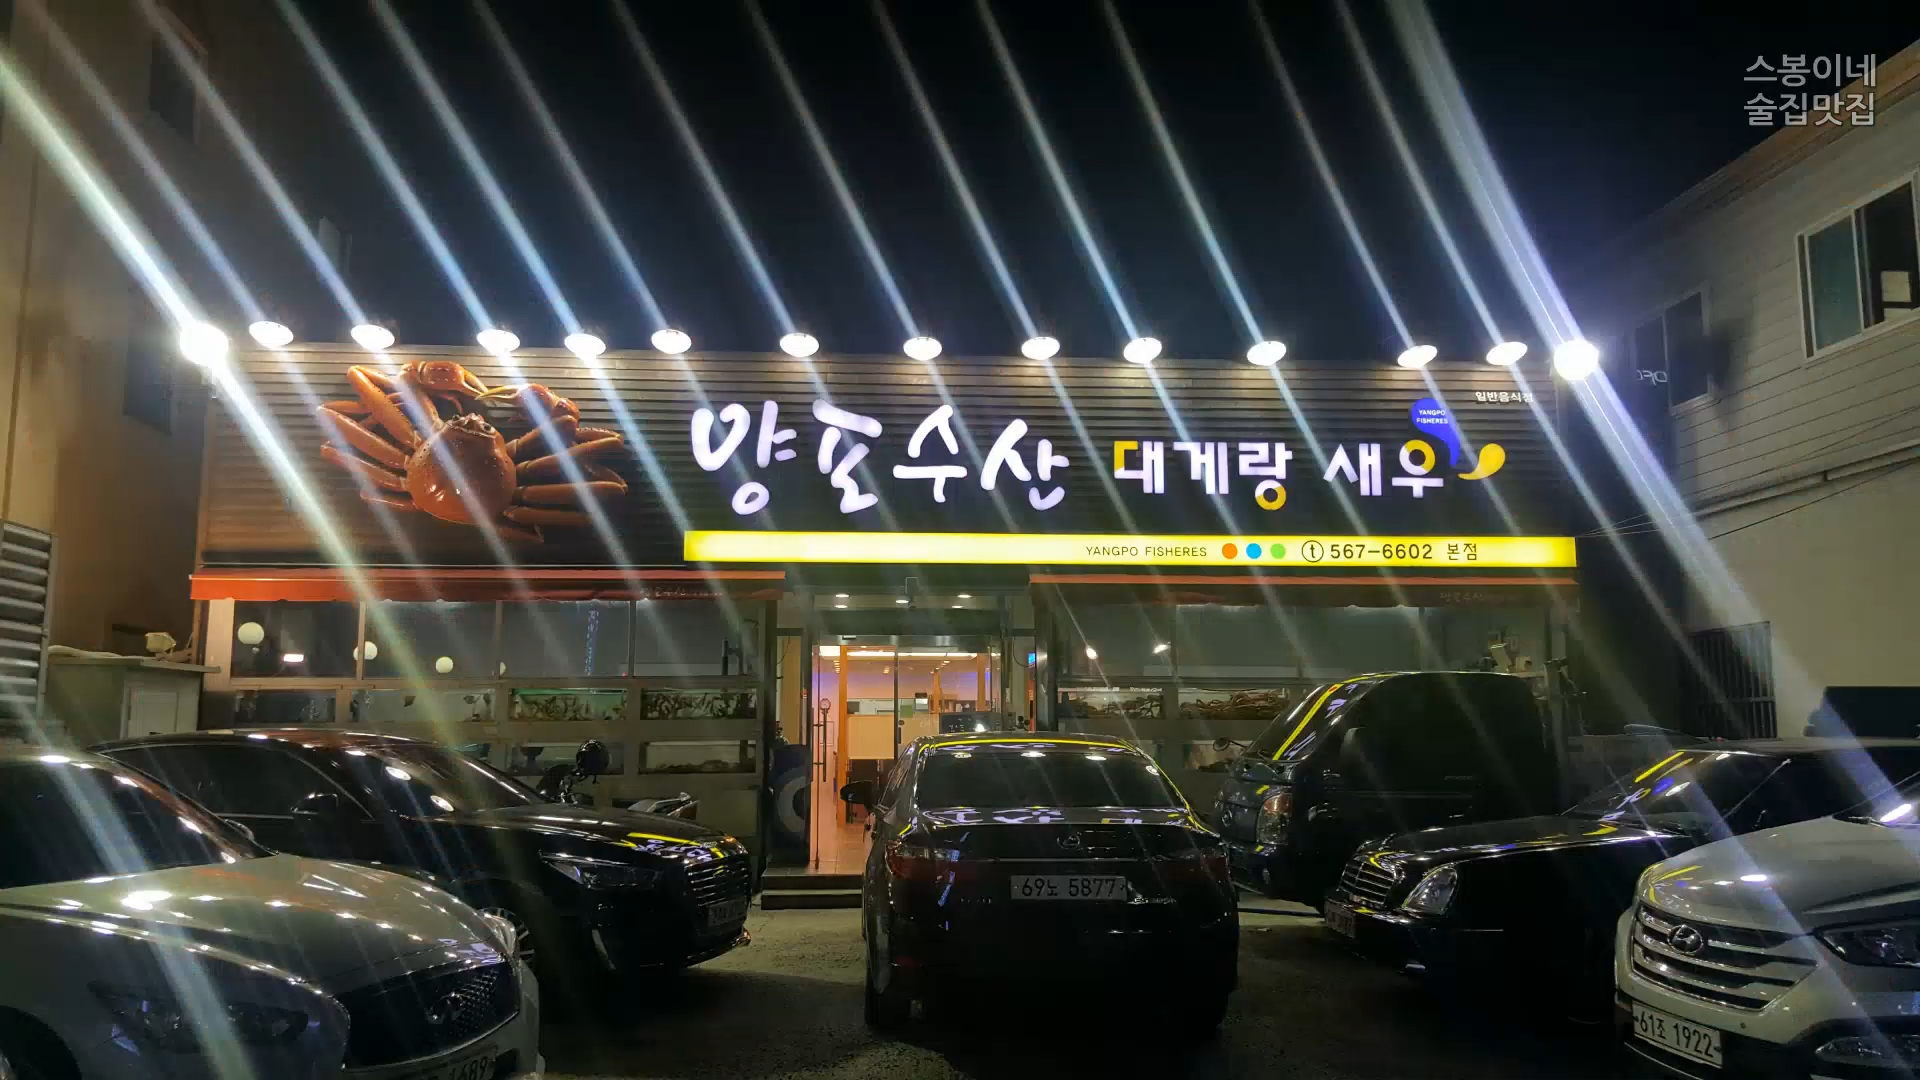 스봉이네
술집맛집
일반음식점
YANGPO
FISHERES
양포수산 대게랑 새우
YANGPO FISHERES ⓣ 567-6602 본점
69노 5877
61조 1922